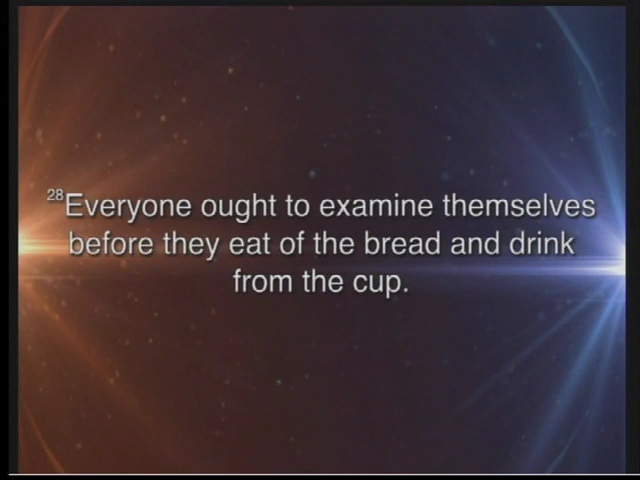 28Everyone ought to examine themselves
before they eat of the bread and drink
from the cup.